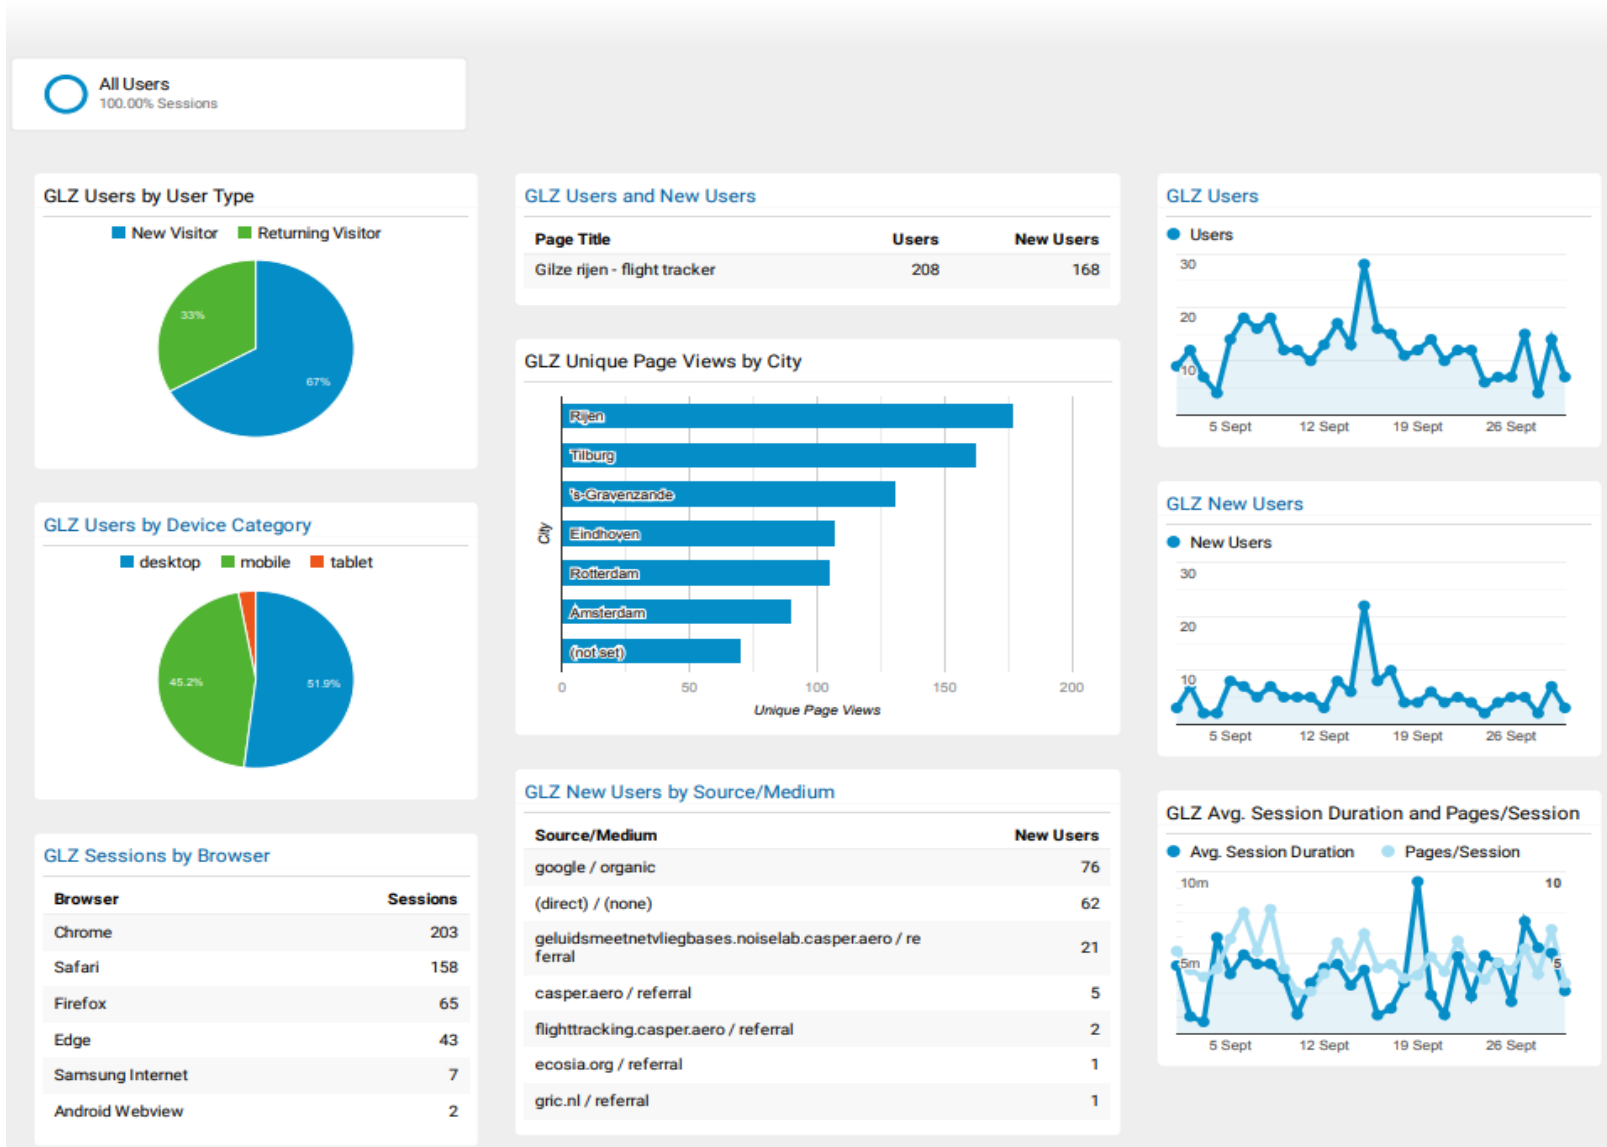 All Users
100.00% Sessions
GLZ Users by User Type
New Visitor Returning Visitor
33%
67%
GLZ Users by Device Category
desktop mobile tablet
45.2%
51.9%
GLZ Sessions by Browser
Browser Sessions
Chrome 203
Safari 158
Firefox 65
Edge 43
Samsung Internet 7
Android Webview 2
GLZ Users and New Users
Page Title Users New Users
Gilze rijen - flight tracker 208 168
GLZ Unique Page Views by City
City
Rijen
Tilburg
's-Gravenzande
Eindhoven
Rotterdam
Amsterdam
(not set)
0 50 100 150 200
Unique Page Views
GLZ New Users by Source/Medium
Source/Medium New Users
google / organic 76
(direct) / (none) 62
geluidsmeetnetvliegbases.noiselab.casper.aero / re
ferral 21
casper.aero / referral 5
flighttracking.casper.aero / referral 2
ecosia.org / referral 1
gric.nl / referral 1
GLZ Users
Users
30
20
10
5 Sept 12 Sept 19 Sept 26 Sept
GLZ New Users
New Users
30
20
10
5 Sept 12 Sept 19 Sept 26 Sept
GLZ Avg. Session Duration and Pages/Session
Avg. Session Duration Pages/Session
10m 10
5m 5
5 Sept 12 Sept 19 Sept 26 Sept